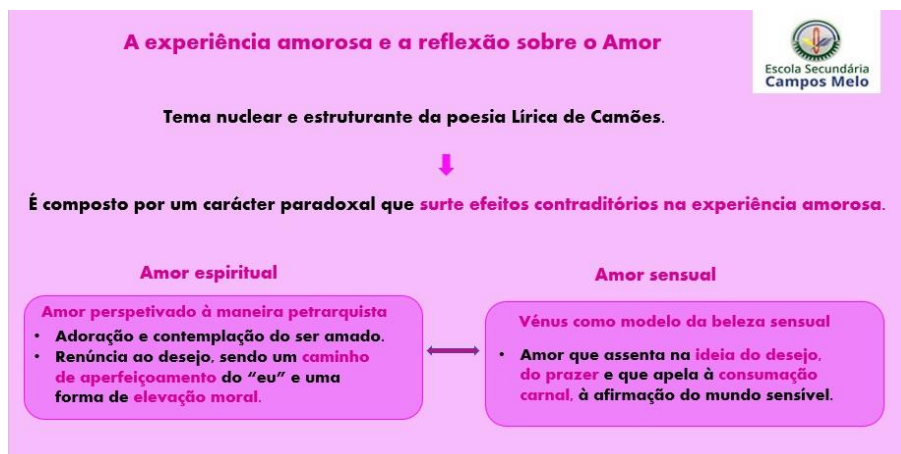 A experiência amorosa e a reflexão sobre o Amor
Escola Secundária
Campos Melo
Tema nuclear e estruturante da poesia Lírica de Camões.
É composto por um carácter paradoxal que surte efeitos contraditórios na experiência amorosa.
Amor espiritual
Amor perspetivado à maneira petrarquista
• Adoração e contemplação do ser amado.
• Renúncia ao desejo, sendo um caminho
de aperfeiçoamento do “eu” e uma
forma de elevação moral.
Amor sensual
Vénus como modelo da beleza sensual
• Amor que assenta na ideia do desejo,
do prazer e que apela à consumação
carnal, à afirmação do mundo sensível.